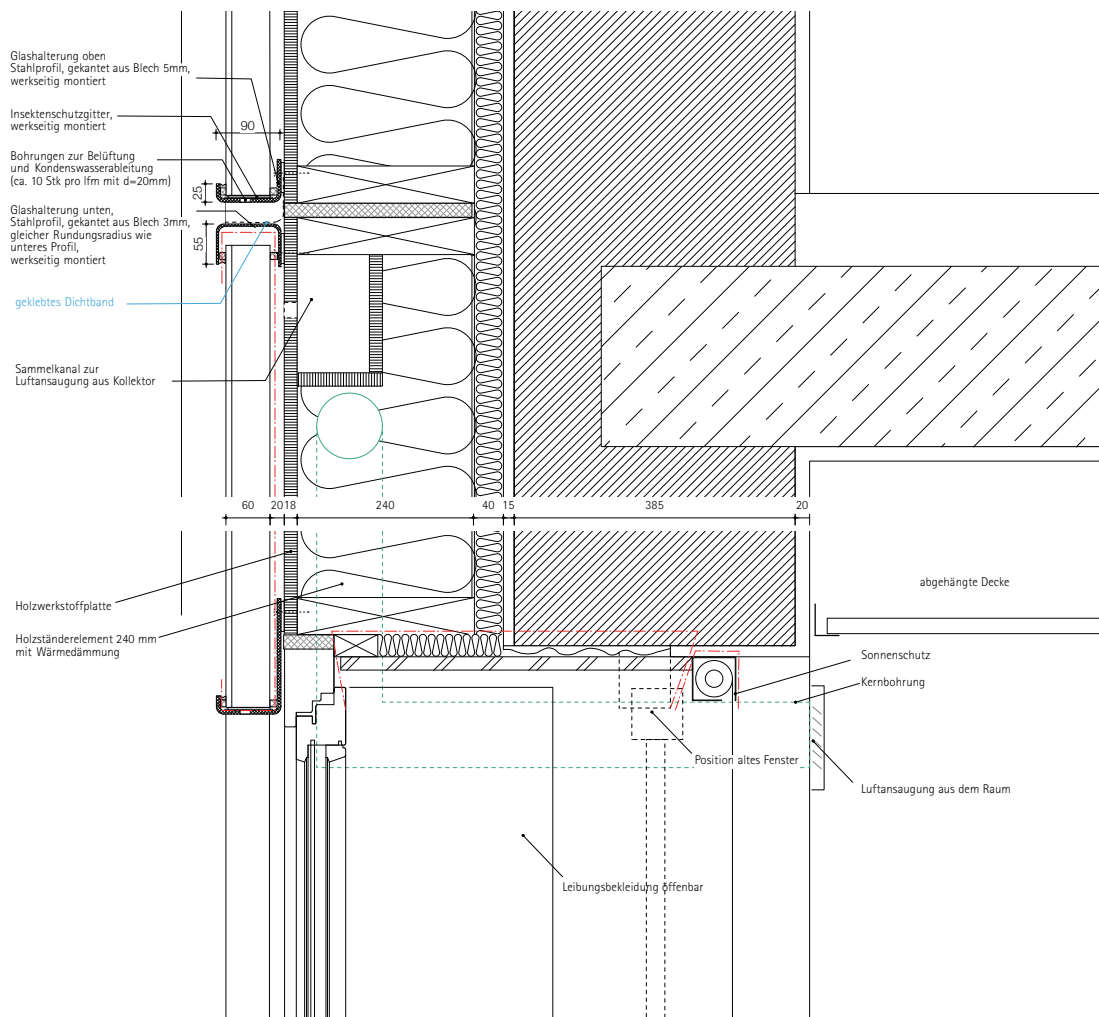 Glashalterung oben
Stahlprofil, gekantet aus Blech 5mm,
werkseitig montiert
Insektenschutzgitter,
werkseitig montiert
90
Bohrungen zur Belüftung
und Kondenswasserableitung
(ca. 10 Stk pro lfm mit d=20mm)
25
Glashalterung unten,
Stahlprofil, gekantet aus Blech 3mm,
gleicher Rundungsradius wie
unteres Profil,
werkseitig montiert
55
geklebtes Dichtband
Sammelkanal zur
Luftansaugung aus Kollektor
60 20 18 240 40 15 385 20
abgehängte Decke
Holzwerkstoffplatte
Holzständerelement 240 mm
mit Wärmedämmung
Sonnenschutz
Kernbohrung
Position altes Fenster
Luftansaugung aus dem Raum
Leibungsbekleidung öffenbar